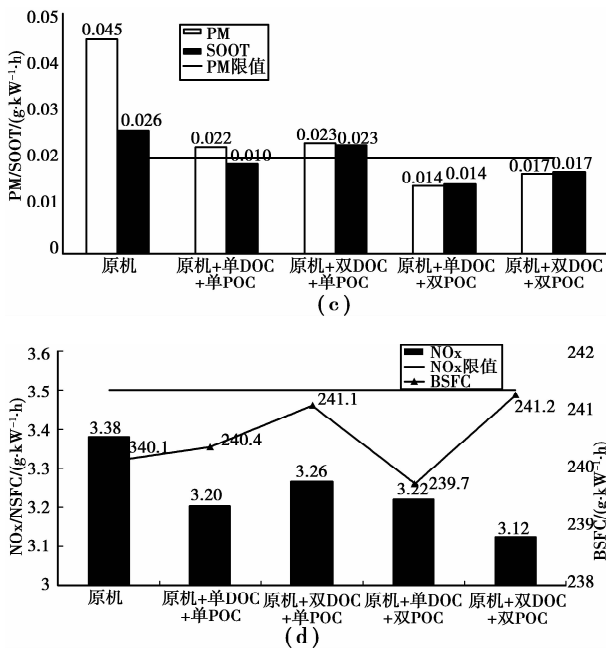 0.05
0.04
0.03
0.02
0.01
0
PM/SOOT/(g·kW⁻¹·h)
PM
SOOT
PM限值
0.045
0.026
0.022
0.010
0.023
0.023
0.014
0.014
0.017
0.017
原机
原机+单DOC
+单POC
原机+双DOC
+单POC
原机+单DOC
+双POC
原机+双DOC
+双POC
(c)
3.6
3.5
3.4
3.3
3.2
3.1
3
NOx/NSFC/(g·kW⁻¹·h)
NOx
NOx限值
BSFC
242
241
240
239
238
BSFC/(g·kW⁻¹·h)
3.38
340.1
3.20
240.4
3.26
241.1
3.22
239.7
3.12
241.2
原机
原机+单DOC
+单POC
原机+双DOC
+单POC
原机+单DOC
+双POC
原机+双DOC
+双POC
(d)